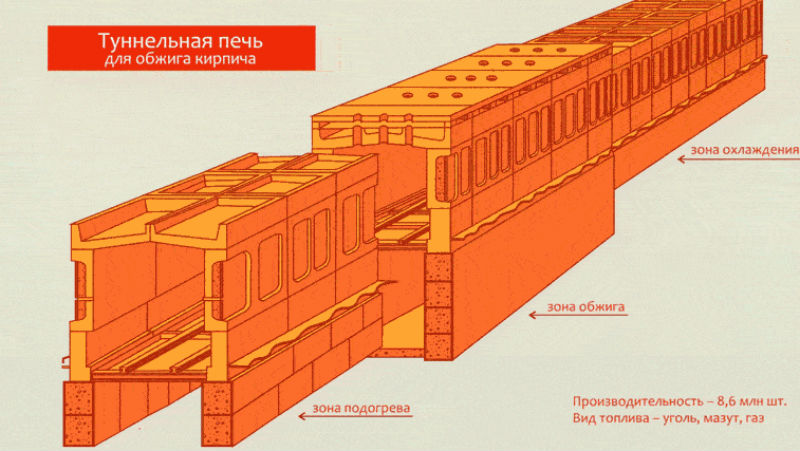 Туннельная печь
для обжига кирпича
зона охлаждения
зона обжига
зона подогрева
Производительность – 8,6 млн шт.
Вид топлива – уголь, мазут, газ